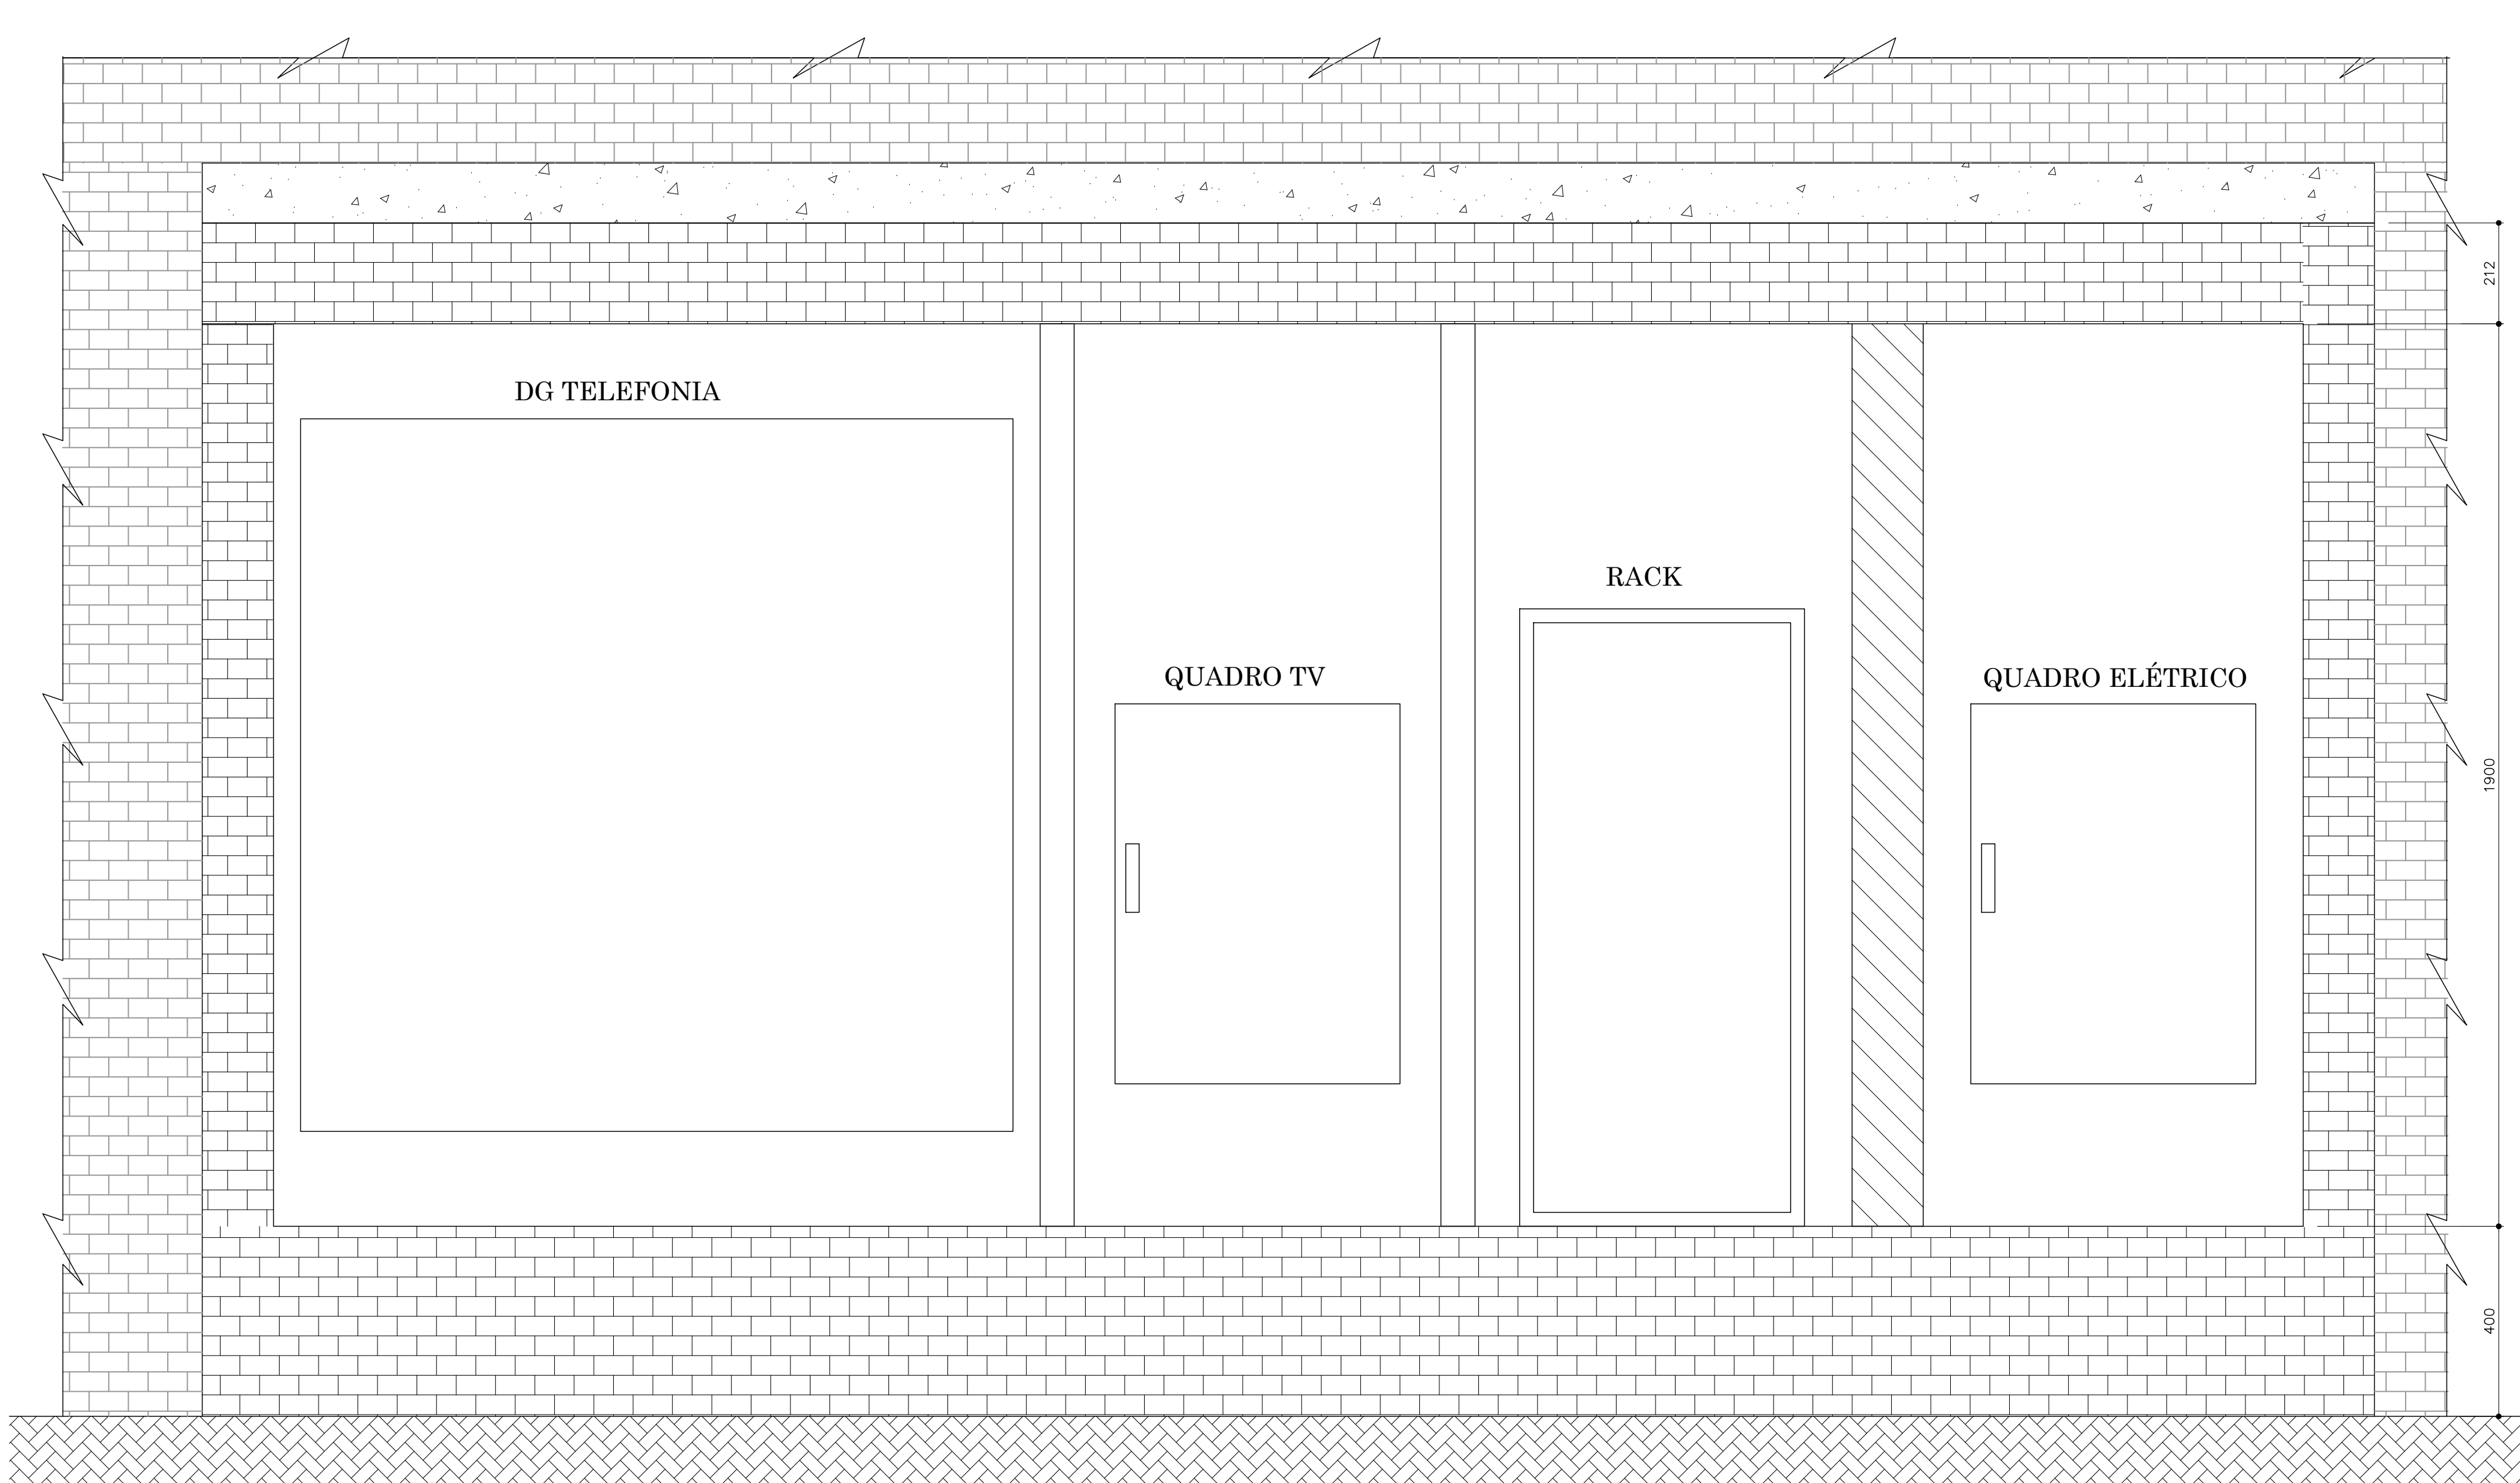 212
DG TELEFONIA
RACK
QUADRO TV
QUADRO ELÉTRICO
1900
400